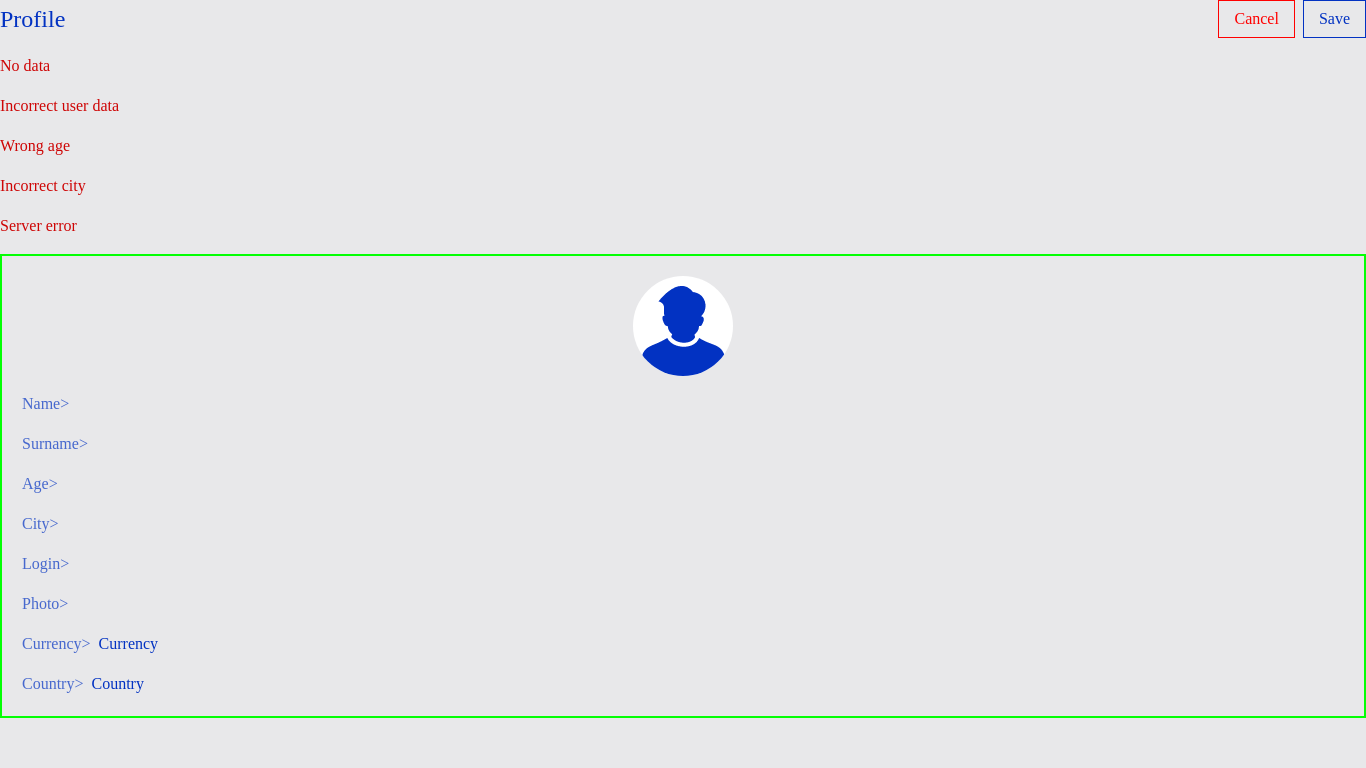 Profile
Cancel
Save
No data
Incorrect user data
Wrong age
Incorrect city
Server error
Name>
Surname>
Age>
City>
Login>
Photo>
Currency> Currency
Country> Country